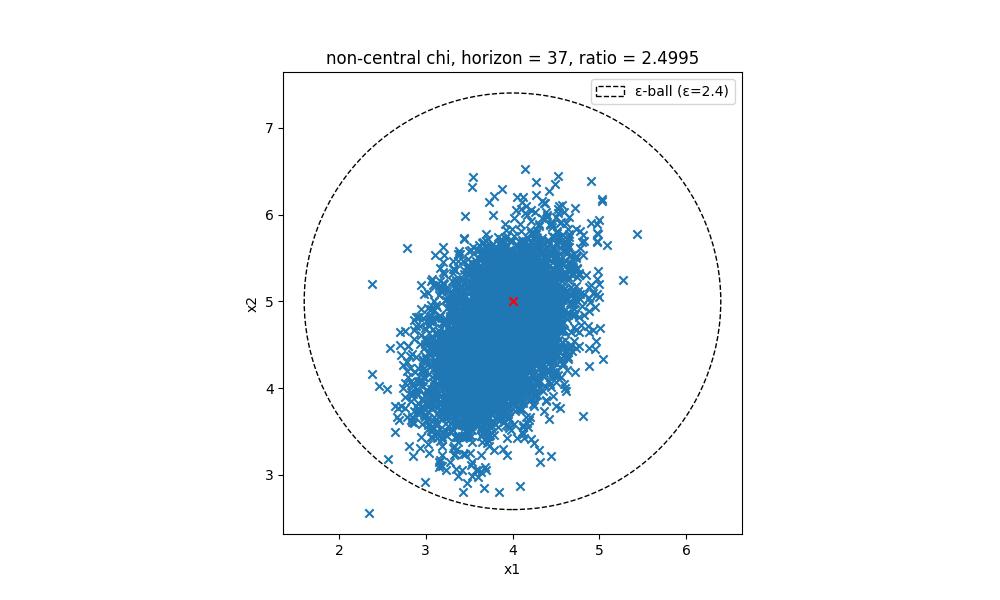 non-central chi, horizon = 37, ratio = 2.4995
ε-ball (ε=2.4)
7
6
5
4
3
x2
2 3 4 5 6
x1